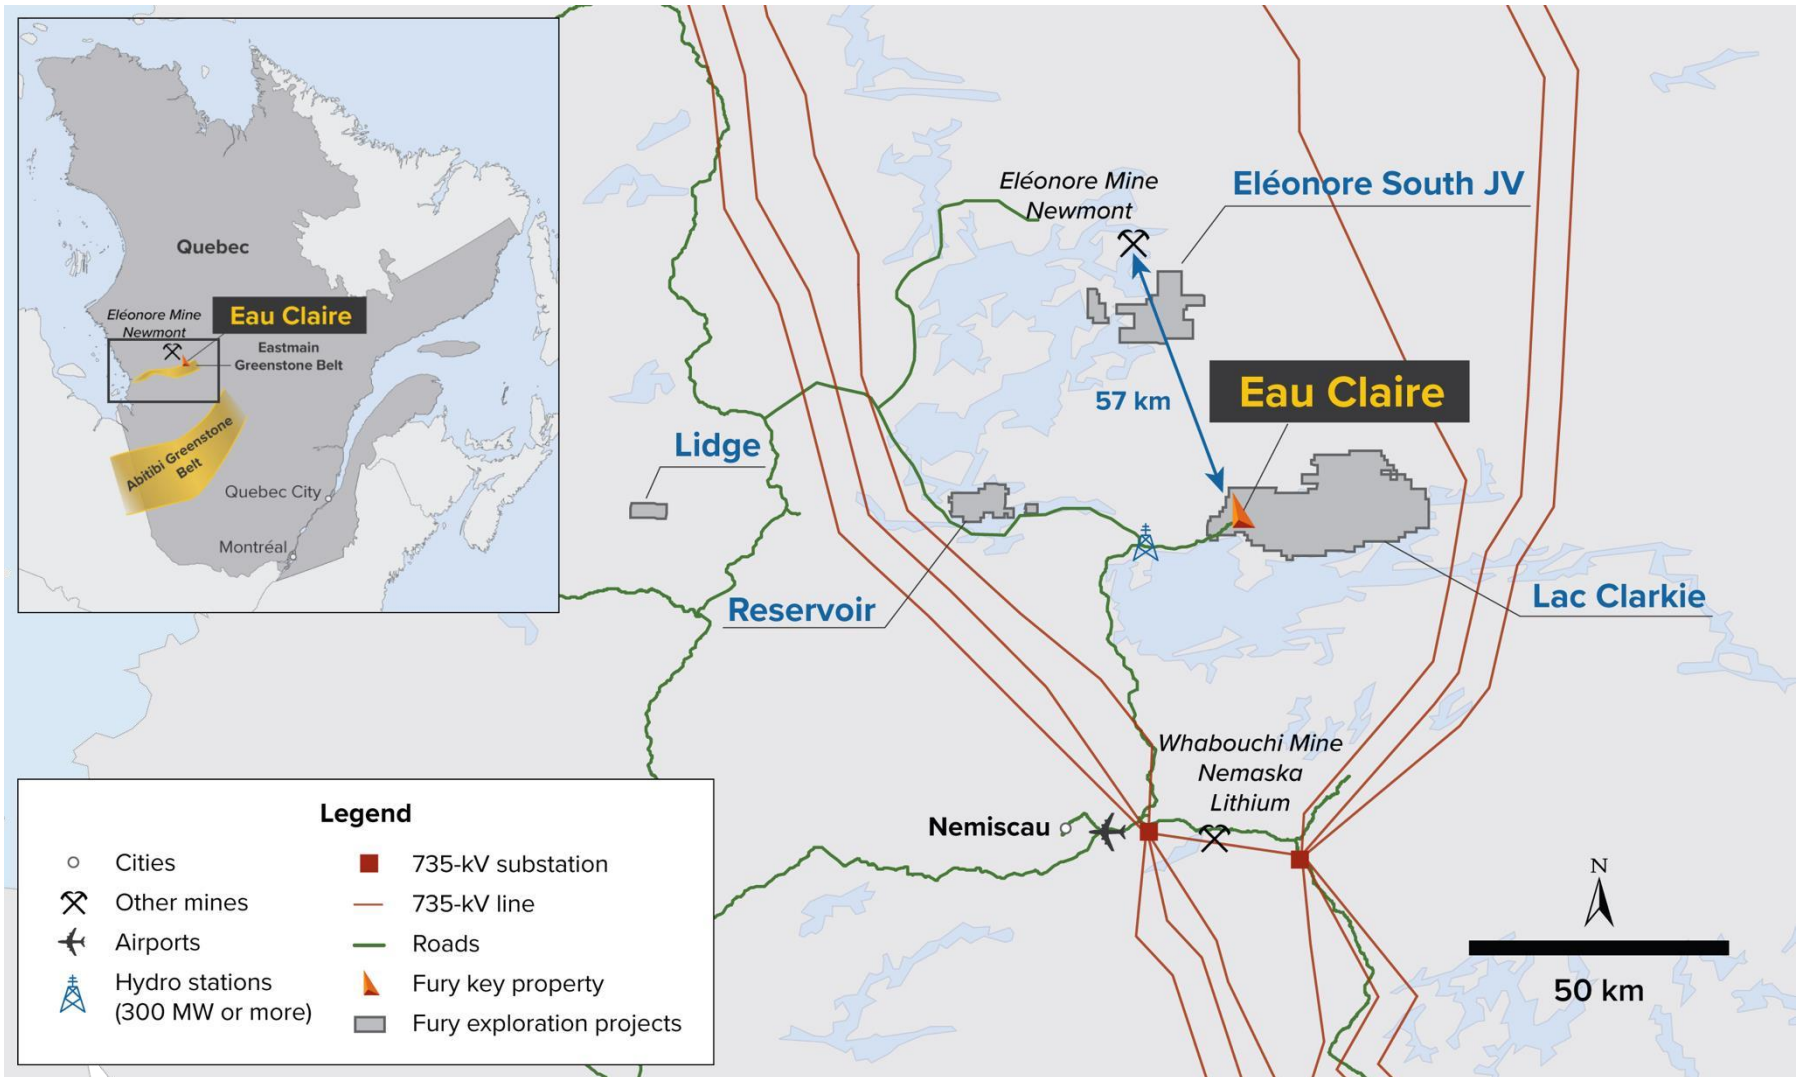 Quebec
Eléonore Mine
Newmont
Eau Claire
Eastmain
Greenstone Belt
Abitibi Greenstone
Belt
Quebec City
Montréal
Eléonore Mine
Newmont
Eléonore South JV
57 km
Eau Claire
Lidge
Reservoir
Lac Clarkie
Whabouchi Mine
Nemaska
Lithium
Nemiscau
Legend
Cities
Other mines
Airports
Hydro stations
(300 MW or more)
735-kV substation
735-kV line
Roads
Fury key property
Fury exploration projects
N
50 km